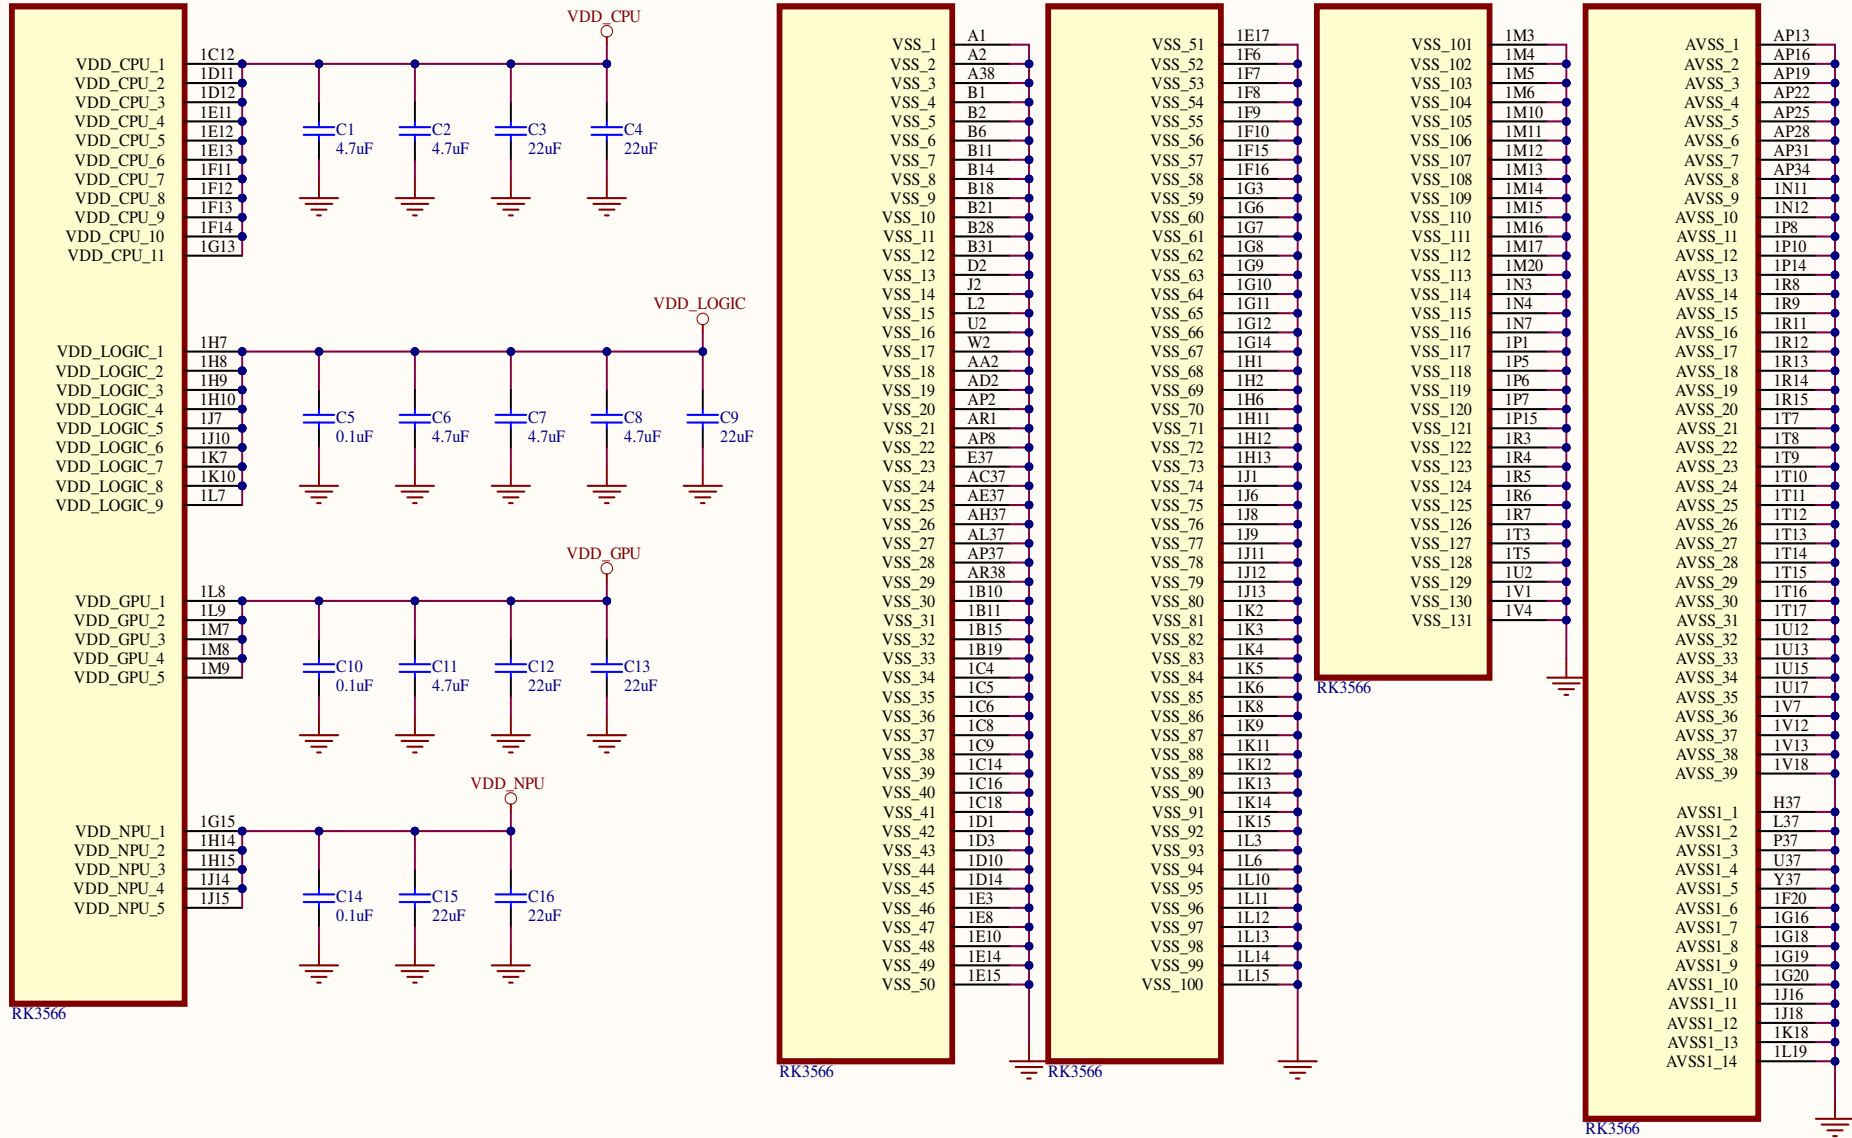 VDD_CPU
VDD_CPU_1 1C12
VDD_CPU_2 1D11
VDD_CPU_3 1D12
VDD_CPU_4 1E11
VDD_CPU_5 1E12
VDD_CPU_6 1E13
VDD_CPU_7 1F11
VDD_CPU_8 1F12
VDD_CPU_9 1F13
VDD_CPU_10 1F14
VDD_CPU_11 1G13
C1 C2 C3 C4
4.7uF 4.7uF 22uF 22uF
VDD_LOGIC
VDD_LOGIC_1 1H7
VDD_LOGIC_2 1H8
VDD_LOGIC_3 1H9
VDD_LOGIC_4 1H10
VDD_LOGIC_5 1J7
VDD_LOGIC_6 1J10
VDD_LOGIC_7 1K7
VDD_LOGIC_8 1K10
VDD_LOGIC_9 1L7
C5 C6 C7 C8 C9
0.1uF 4.7uF 4.7uF 4.7uF 22uF
VDD_GPU
VDD_GPU_1 1L8
VDD_GPU_2 1L9
VDD_GPU_3 1M7
VDD_GPU_4 1M8
VDD_GPU_5 1M9
C10 C11 C12 C13
0.1uF 4.7uF 22uF 22uF
VDD_NPU
VDD_NPU_1 1G15
VDD_NPU_2 1H14
VDD_NPU_3 1H15
VDD_NPU_4 1J14
VDD_NPU_5 1J15
C14 C15 C16
0.1uF 22uF 22uF
RK3566
VSS_1 A1
VSS_2 A2
VSS_3 A38
VSS_4 B1
VSS_5 B2
VSS_6 B6
VSS_7 B11
VSS_8 B14
VSS_9 B18
VSS_10 B21
VSS_11 B28
VSS_12 B31
VSS_13 D2
VSS_14 J2
VSS_15 L2
VSS_16 U2
VSS_17 W2
VSS_18 AA2
VSS_19 AD2
VSS_20 AP2
VSS_21 AR1
VSS_22 AP8
VSS_23 E37
VSS_24 AC37
VSS_25 AE37
VSS_26 AH37
VSS_27 AL37
VSS_28 AP37
VSS_29 AR38
VSS_30 1B10
VSS_31 1B11
VSS_32 1B15
VSS_33 1B19
VSS_34 1C4
VSS_35 1C5
VSS_36 1C6
VSS_37 1C8
VSS_38 1C9
VSS_39 1C14
VSS_40 1C16
VSS_41 1C18
VSS_42 1D1
VSS_43 1D3
VSS_44 1D10
VSS_45 1D14
VSS_46 1E3
VSS_47 1E8
VSS_48 1E10
VSS_49 1E14
VSS_50 1E15
RK3566
VSS_51 1E17
VSS_52 1F6
VSS_53 1F7
VSS_54 1F8
VSS_55 1F9
VSS_56 1F10
VSS_57 1F15
VSS_58 1F16
VSS_59 1G3
VSS_60 1G6
VSS_61 1G7
VSS_62 1G8
VSS_63 1G9
VSS_64 1G10
VSS_65 1G11
VSS_66 1G12
VSS_67 1G14
VSS_68 1H1
VSS_69 1H2
VSS_70 1H6
VSS_71 1H11
VSS_72 1H12
VSS_73 1H13
VSS_74 1J1
VSS_75 1J6
VSS_76 1J8
VSS_77 1J9
VSS_78 1J11
VSS_79 1J12
VSS_80 1J13
VSS_81 1K2
VSS_82 1K3
VSS_83 1K4
VSS_84 1K5
VSS_85 1K6
VSS_86 1K8
VSS_87 1K9
VSS_88 1K11
VSS_89 1K12
VSS_90 1K13
VSS_91 1K14
VSS_92 1K15
VSS_93 1L3
VSS_94 1L6
VSS_95 1L10
VSS_96 1L11
VSS_97 1L12
VSS_98 1L13
VSS_99 1L14
VSS_100 1L15
RK3566
VSS_101 1M3
VSS_102 1M4
VSS_103 1M5
VSS_104 1M6
VSS_105 1M10
VSS_106 1M11
VSS_107 1M12
VSS_108 1M13
VSS_109 1M14
VSS_110 1M15
VSS_111 1M16
VSS_112 1M17
VSS_113 1M20
VSS_114 1N3
VSS_115 1N4
VSS_116 1N7
VSS_117 1P1
VSS_118 1P5
VSS_119 1P6
VSS_120 1P7
VSS_121 1P15
VSS_122 1R3
VSS_123 1R4
VSS_124 1R5
VSS_125 1R6
VSS_126 1R7
VSS_127 1T3
VSS_128 1T5
VSS_129 1U2
VSS_130 1V1
VSS_131 1V4
RK3566
AVSS_1 AP13
AVSS_2 AP16
AVSS_3 AP19
AVSS_4 AP22
AVSS_5 AP25
AVSS_6 AP28
AVSS_7 AP31
AVSS_8 AP34
AVSS_9 1N11
AVSS_10 1N12
AVSS_11 1P8
AVSS_12 1P10
AVSS_13 1P14
AVSS_14 1R8
AVSS_15 1R9
AVSS_16 1R11
AVSS_17 1R12
AVSS_18 1R13
AVSS_19 1R14
AVSS_20 1R15
AVSS_21 1T7
AVSS_22 1T8
AVSS_23 1T9
AVSS_24 1T10
AVSS_25 1T11
AVSS_26 1T12
AVSS_27 1T13
AVSS_28 1T14
AVSS_29 1T15
AVSS_30 1T16
AVSS_31 1T17
AVSS_32 1U12
AVSS_33 1U13
AVSS_34 1U15
AVSS_35 1U17
AVSS_36 1V7
AVSS_37 1V12
AVSS_38 1V13
AVSS_39 1V18
AVSS1_1 H37
AVSS1_2 L37
AVSS1_3 P37
AVSS1_4 U37
AVSS1_5 Y37
AVSS1_6 1F20
AVSS1_7 1G16
AVSS1_8 1G18
AVSS1_9 1G19
AVSS1_10 1G20
AVSS1_11 1J16
AVSS1_12 1J18
AVSS1_13 1K18
AVSS1_14 1L19
RK3566